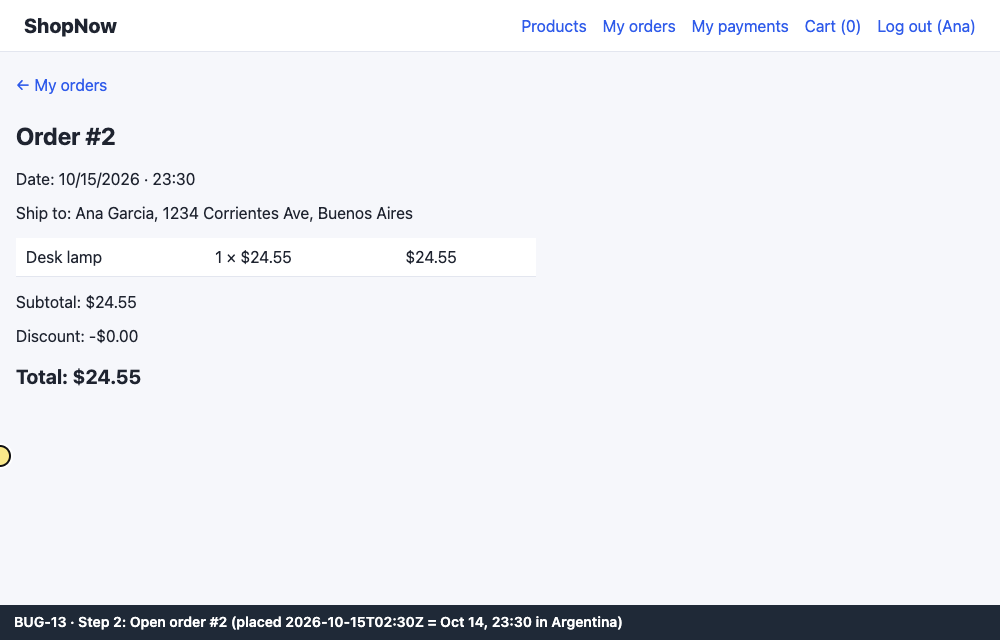 ShopNow
Products My orders My payments Cart (0) Log out (Ana)
← My orders
Order #2
Date: 10/15/2026 · 23:30
Ship to: Ana Garcia, 1234 Corrientes Ave, Buenos Aires
Desk lamp 1 × $24.55 $24.55
Subtotal: $24.55
Discount: -$0.00
Total: $24.55
BUG-13 · Step 2: Open order #2 (placed 2026-10-15T02:30Z = Oct 14, 23:30 in Argentina)